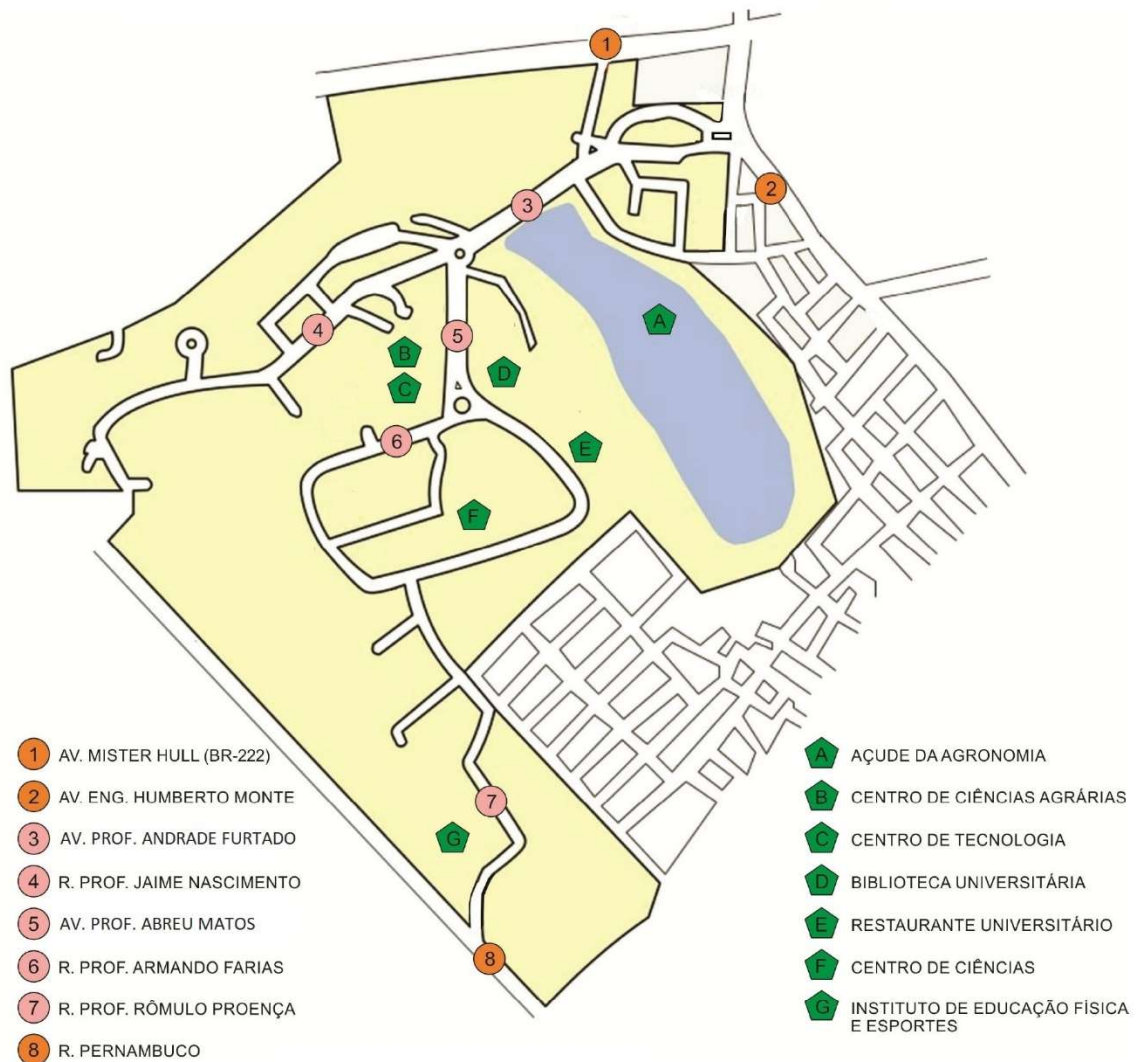 1
2
3
A
4
5
B
D
C
6
E
F
7
G
8
1 AV. MISTER HULL (BR-222)
2 AV. ENG. HUMBERTO MONTE
3 AV. PROF. ANDRADE FURTADO
4 R. PROF. JAIME NASCIMENTO
5 AV. PROF. ABREU MATOS
6 R. PROF. ARMANDO FARIAS
7 R. PROF. RÔMULO PROENÇA
8 R. PERNAMBUCO
A AÇUDE DA AGRONOMIA
B CENTRO DE CIÊNCIAS AGRÁRIAS
C CENTRO DE TECNOLOGIA
D BIBLIOTECA UNIVERSITÁRIA
E RESTAURANTE UNIVERSITÁRIO
F CENTRO DE CIÊNCIAS
G INSTITUTO DE EDUCAÇÃO FÍSICA
E ESPORTES